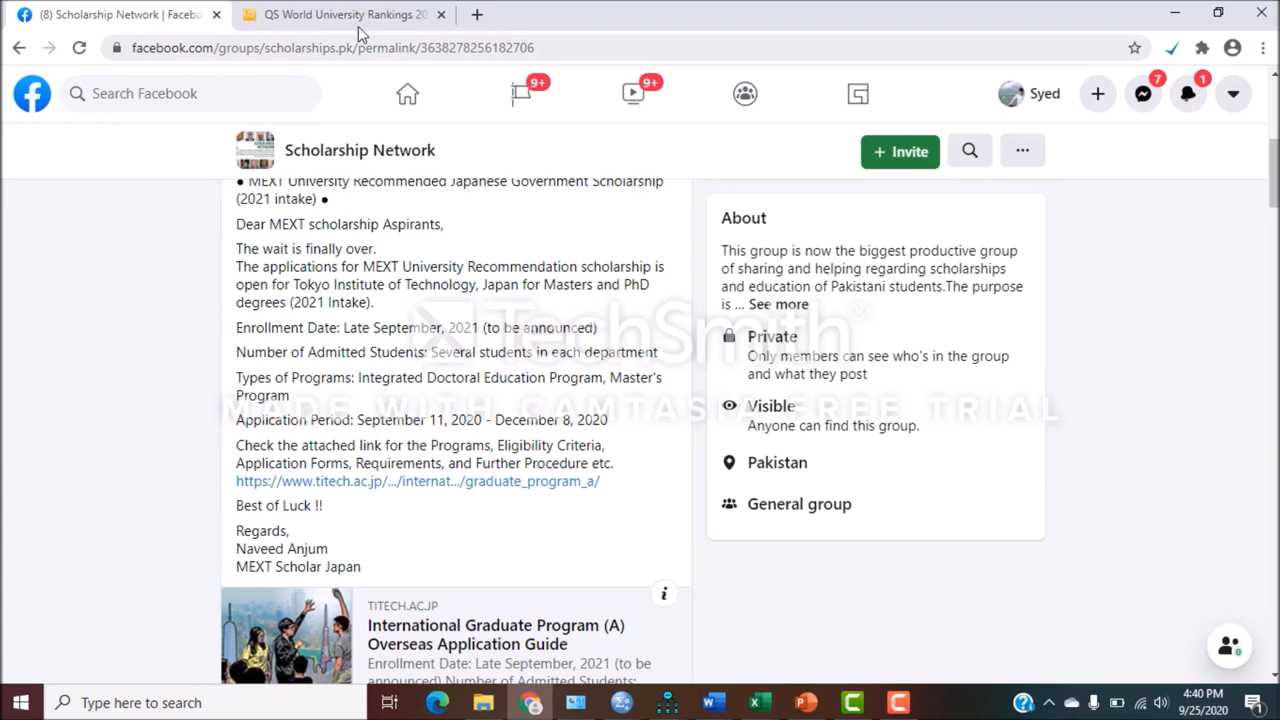 (8) Scholarship Network | Facebo
QS World University Rankings 20
facebook.com/groups/scholarships.pk/permalink/3638278256182706
Search Facebook
9+
9+
Syed
7
1
Scholarship Network
+ Invite
● MEXT University Recommended Japanese Government Scholarship
(2021 intake) ●
Dear MEXT scholarship Aspirants,
The wait is finally over.
The applications for MEXT University Recommendation scholarship is
open for Tokyo Institute of Technology, Japan for Masters and PhD
degrees (2021 Intake).
Enrollment Date: Late September, 2021 (to be announced)
Number of Admitted Students: Several students in each department
Types of Programs: Integrated Doctoral Education Program, Master's
Program
Application Period: September 11, 2020 - December 8, 2020
Check the attached link for the Programs, Eligibility Criteria,
Application Forms, Requirements, and Further Procedure etc.
https://www.titech.ac.jp/.../internat.../graduate_program_a/
Best of Luck !!
Regards,
Naveed Anjum
MEXT Scholar Japan
TITECH.AC.JP
International Graduate Program (A)
Overseas Application Guide
Enrollment Date: Late September, 2021 (to be
announced) Number of Admitted Students:
About
This group is now the biggest productive group
of sharing and helping regarding scholarships
and education of Pakistani students.The purpose
is ... See more
Private
Only members can see who's in the group
and what they post
Visible
Anyone can find this group.
Pakistan
General group
TechSmith®
MADE WITH CAMTASIA FREE TRIAL
Type here to search
4:40 PM
9/25/2020